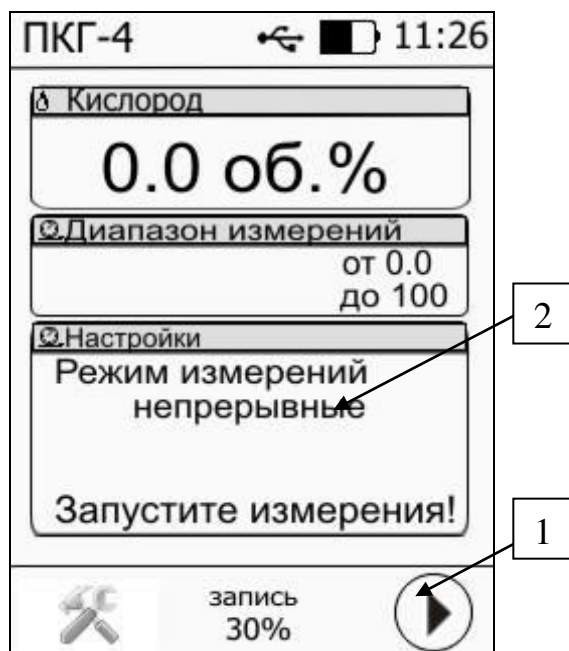 ПКГ-4 11:26
Кислород
0.0 об.%
Диапазон измерений
от 0.0
до 100
Настройки
Режим измерений
непрерывные
2
Запустите измерения!
1
запись
30%